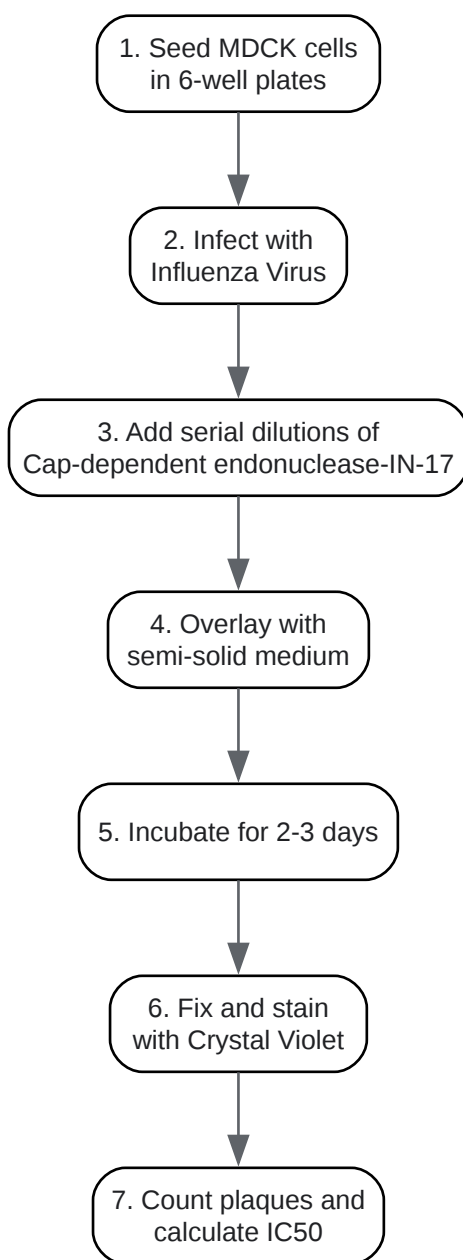 1. Seed MDCK cells
in 6-well plates
2. Infect with
Influenza Virus
3. Add serial dilutions of
Cap-dependent endonuclease-IN-17
4. Overlay with
semi-solid medium
5. Incubate for 2-3 days
6. Fix and stain
with Crystal Violet
7. Count plaques and
calculate IC50